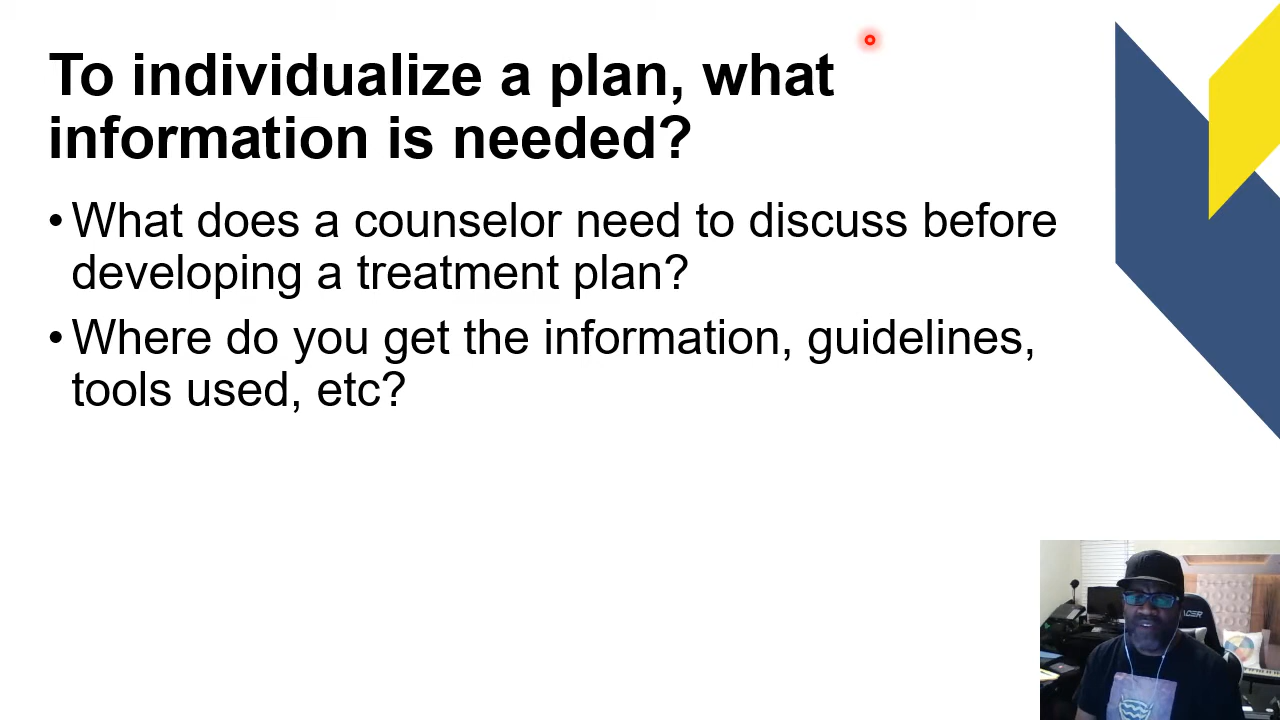 To individualize a plan, what
information is needed?
• What does a counselor need to discuss before
developing a treatment plan?
• Where do you get the information, guidelines,
tools used, etc?
ACER